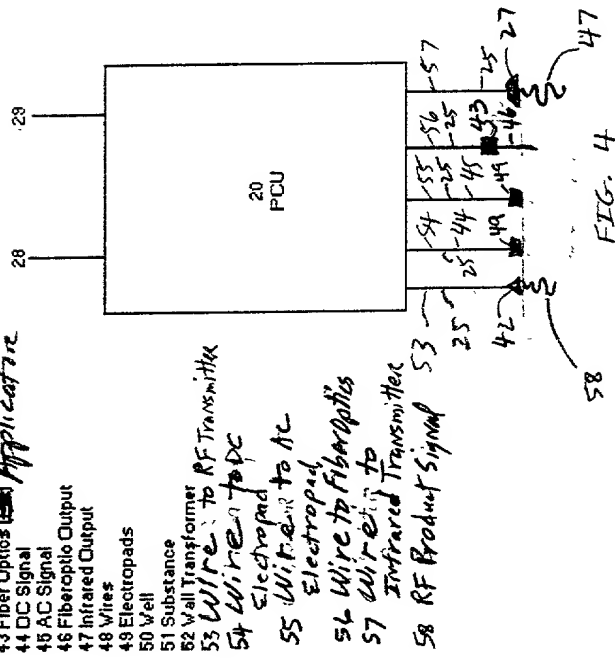 43 Fiber Optics Applicator
44 DC Signal
45 AC Signal
46 Fiberoptic Output
47 Infrared Output
48 Wires
49 Electropads
50 Well
51 Substance
52 Wall Transformer
53 Wire to RF Transmitter
54 Wire to DC
Electropad
55 Wire to AC
Electropad
56 Wire to Fiberoptics
57 Wire to
Infrared Transmitter
58 RF Product Signal
28
29
20
PCU
53
54
55
56
57
25
25
25
25
25
44
45
43
46
42
49
49
27
58
47
FIG. 4